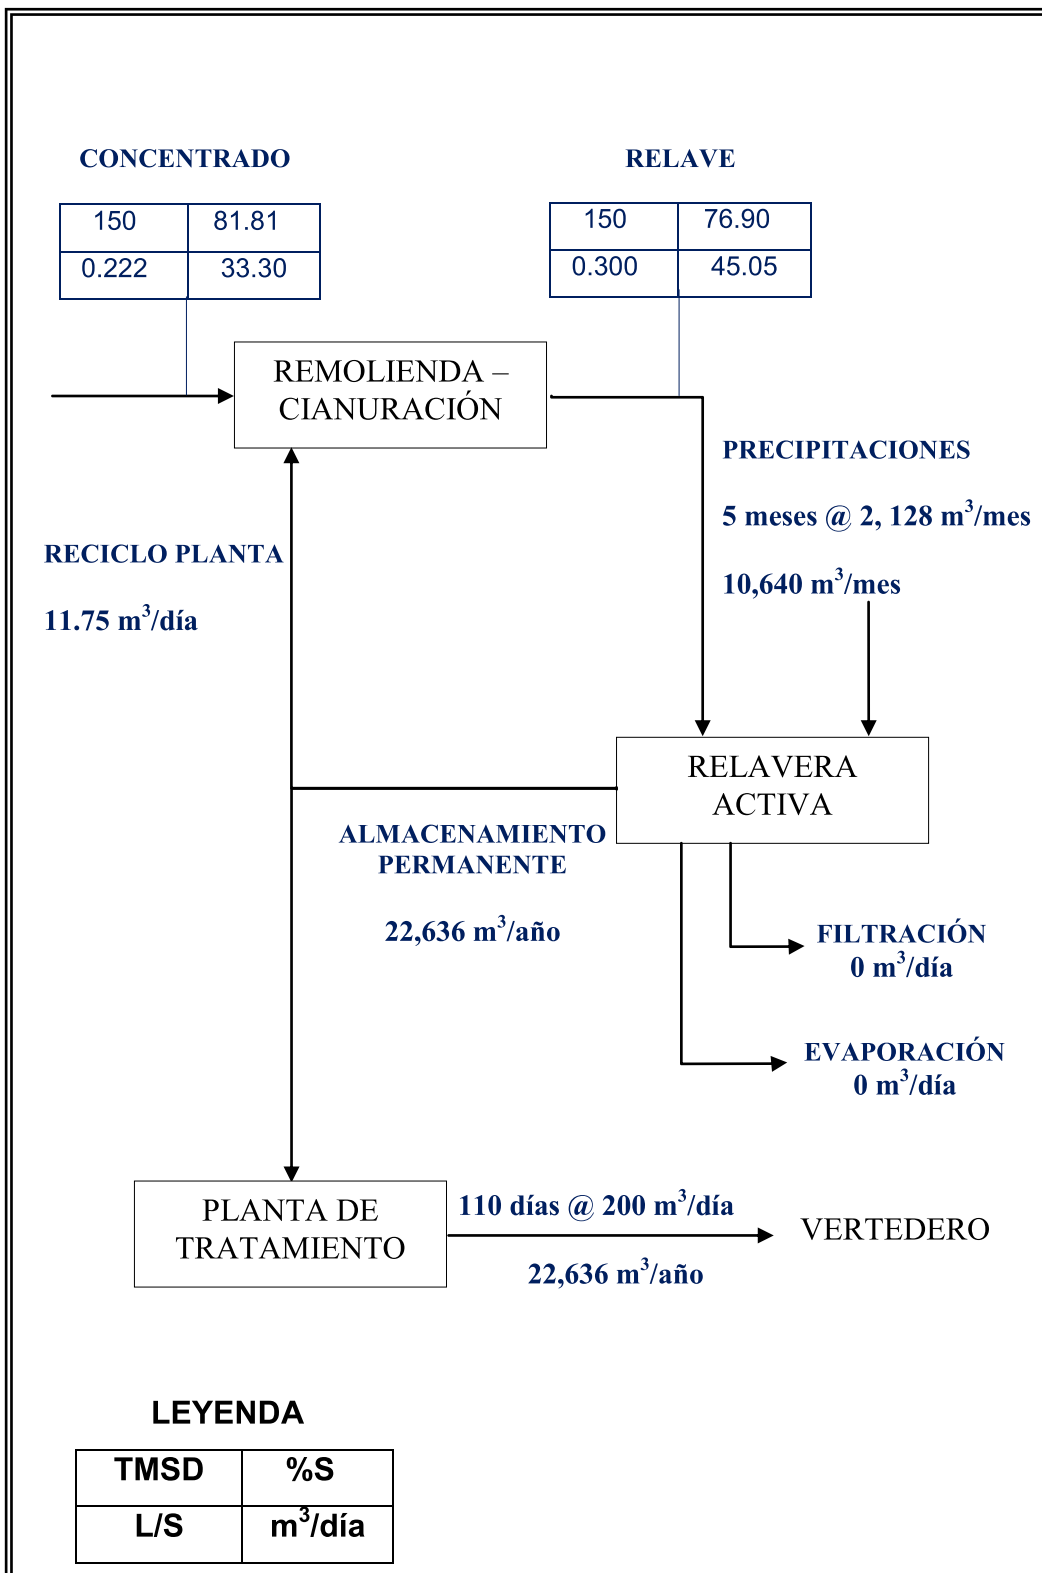 CONCENTRADO
150 81.81
0.222 33.30
RELAVE
150 76.90
0.300 45.05
REMOLIENDA –
CIANURACIÓN
PRECIPITACIONES
5 meses @ 2, 128 m³/mes
10,640 m³/mes
RECICLO PLANTA
11.75 m³/día
RELAVERA
ACTIVA
ALMACENAMIENTO
PERMANENTE
22,636 m³/año
FILTRACIÓN
0 m³/día
EVAPORACIÓN
0 m³/día
PLANTA DE
TRATAMIENTO
110 días @ 200 m³/día
22,636 m³/año
VERTEDERO
LEYENDA
TMSD %S
L/S m³/día